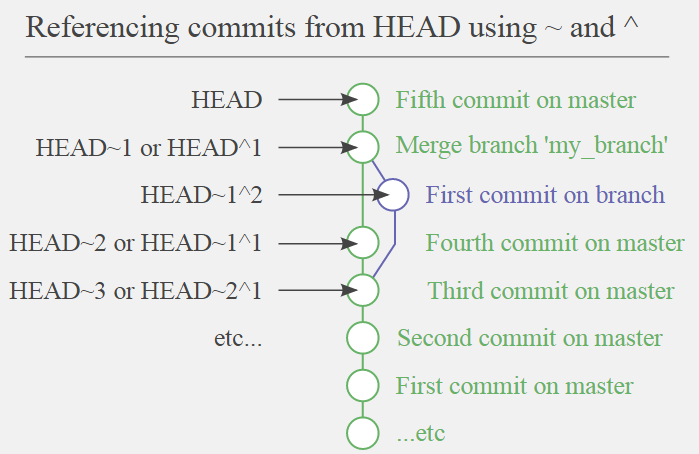 Referencing commits from HEAD using ~ and ^
HEAD Fifth commit on master
HEAD~1 or HEAD^1 Merge branch 'my_branch'
HEAD~1^2 First commit on branch
HEAD~2 or HEAD~1^1 Fourth commit on master
HEAD~3 or HEAD~2^1 Third commit on master
etc... Second commit on master
First commit on master
...etc